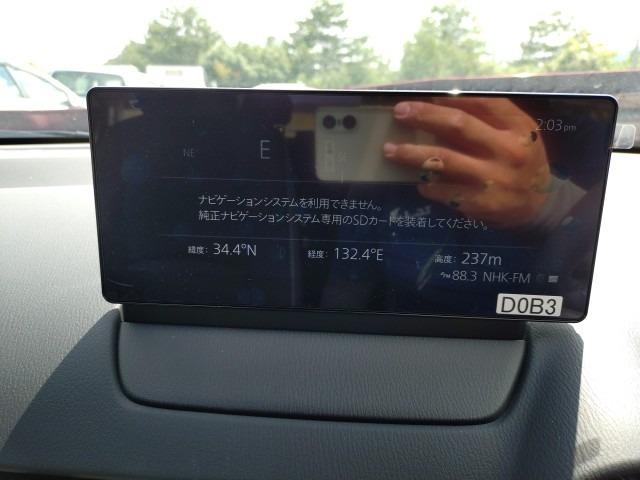 2:03pm
NE E SE
ナビゲーションシステムを利用できません。
純正ナビゲーションシステム専用のSDカードを装着してください。
緯度: 34.4°N 経度: 132.4°E 高度: 237m
FM 88.3 NHK-FM
D0B3